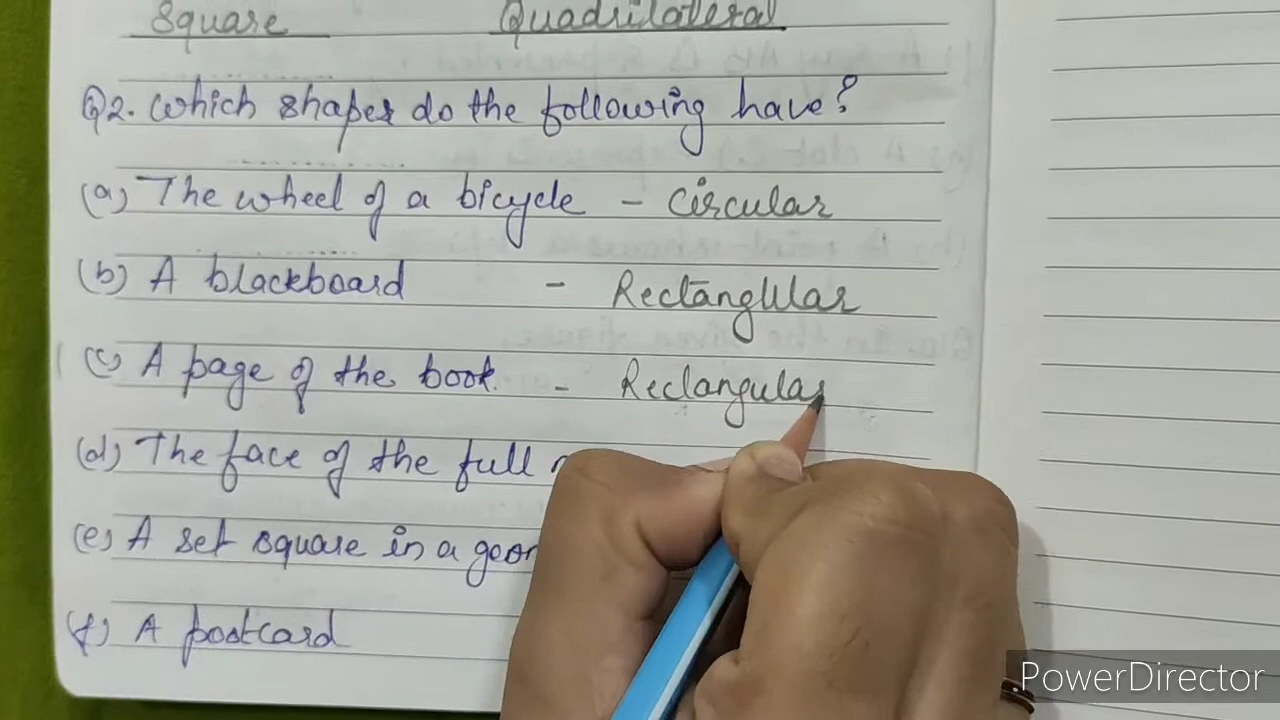 Square Quadrilateral
Q2. Which shapes do the following have?
(a) The wheel of a bicycle - Circular
(b) A blackboard - Rectangular
(c) A page of the book. - Rectangular
(d) The face of the full
(e) A set square in a geo
(f) A postcard
PowerDirector